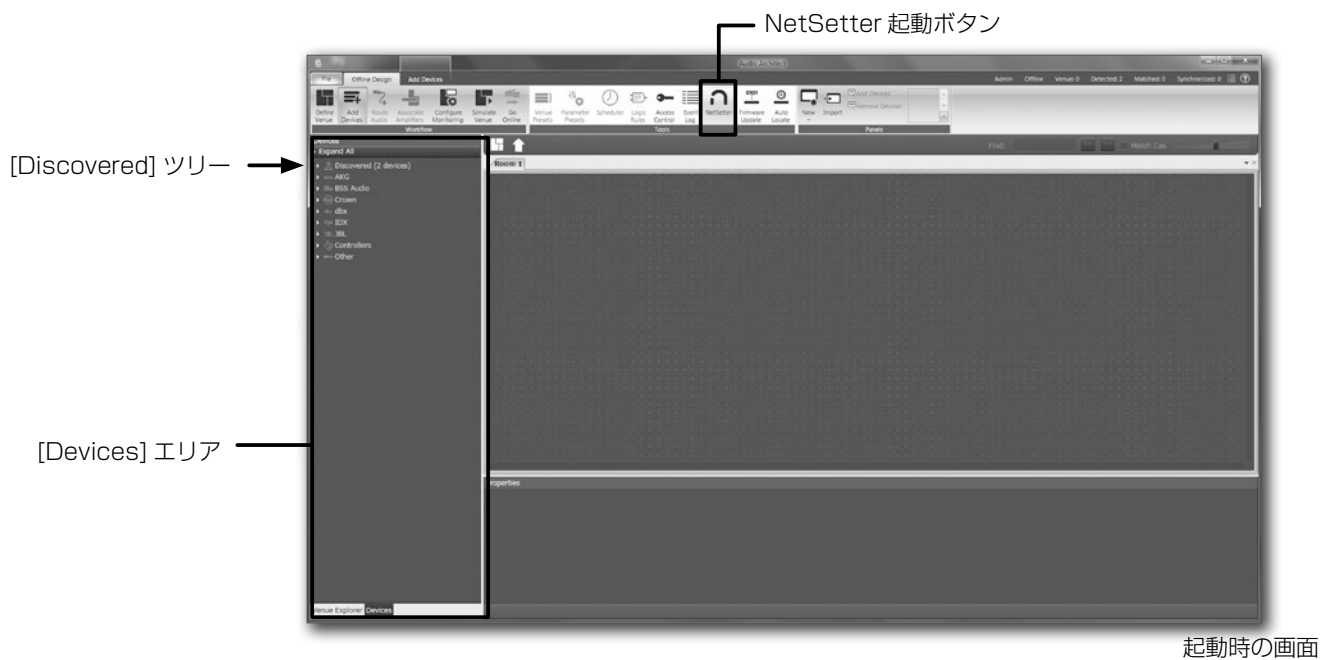 NetSetter 起動ボタン
Audio Architect
File Offline Design Add Devices
Admin Offline Venue: 0 Detected: 2 Matched: 0 Synchronized: 0
Define Venue
Add Devices
Route Audio
Associate Amplifiers
Configure Monitoring
Simulate Venue
Go Online
Venue Presets
Parameter Presets
Scheduler
Logic Rules
Access Control
Event Log
NetSetter
Firmware Update
Auto Locate
New
Import
Add Devices
Remove Devices
Workflow
Tools
Panels
Devices
Expand All
Find:
Match Case
[Discovered] ツリー
Discovered (2 devices)
AKG
BSS Audio
Crown
dbx
IDX
JBL
Controllers
Other
Room 1
[Devices] エリア
Properties
Venue Explorer Devices
起動時の画面